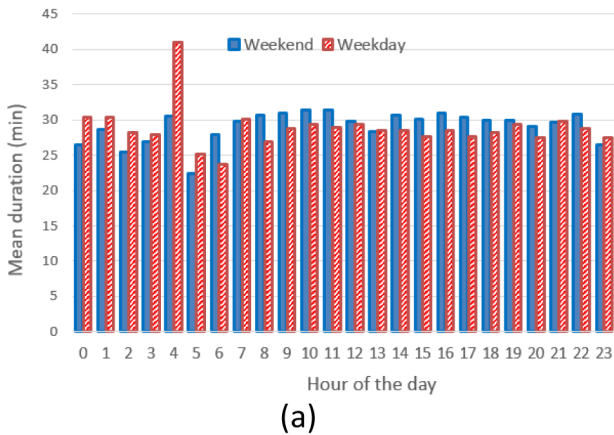 45
40
35
30
25
20
15
10
5
0
Mean duration (min)
Weekend Weekday
0 1 2 3 4 5 6 7 8 9 10 11 12 13 14 15 16 17 18 19 20 21 22 23
Hour of the day
(a)